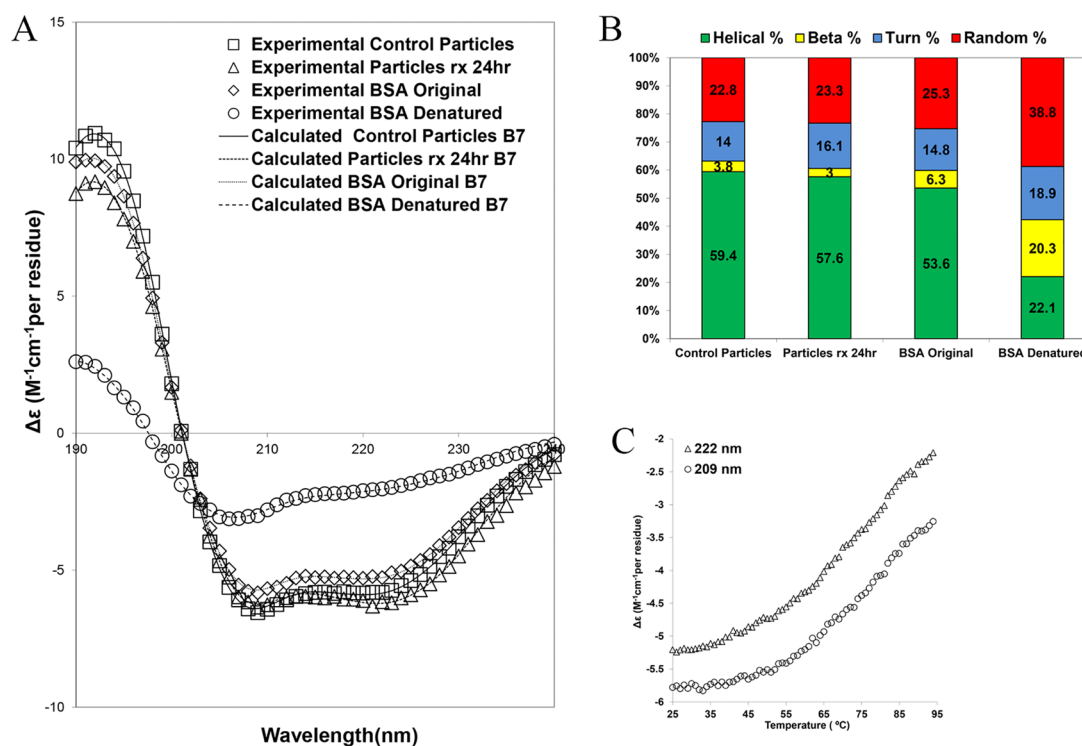 A
15
10
5
0
-5
-10
190
200
210
220
230
240
Δε (M⁻¹cm⁻¹per residue)
Wavelength(nm)
Experimental Control Particles
Experimental Particles rx 24hr
Experimental BSA Original
Experimental BSA Denatured
Calculated Control Particles B7
Calculated Particles rx 24hr B7
Calculated BSA Original B7
Calculated BSA Denatured B7
B
Helical % Beta % Turn % Random %
100%
90%
80%
70%
60%
50%
40%
30%
20%
10%
0%
22.8
14
3.8
59.4
23.3
16.1
3
57.6
25.3
14.8
6.3
53.6
38.8
18.9
20.3
22.1
Control Particles
Particles rx 24hr
BSA Original
BSA Denatured
C
222 nm
209 nm
-2
-2.5
-3
-3.5
-4
-4.5
-5
-5.5
-6
25 35 45 55 65 75 85 95
Δε (M⁻¹cm⁻¹per residue)
Temperature ( ºC)